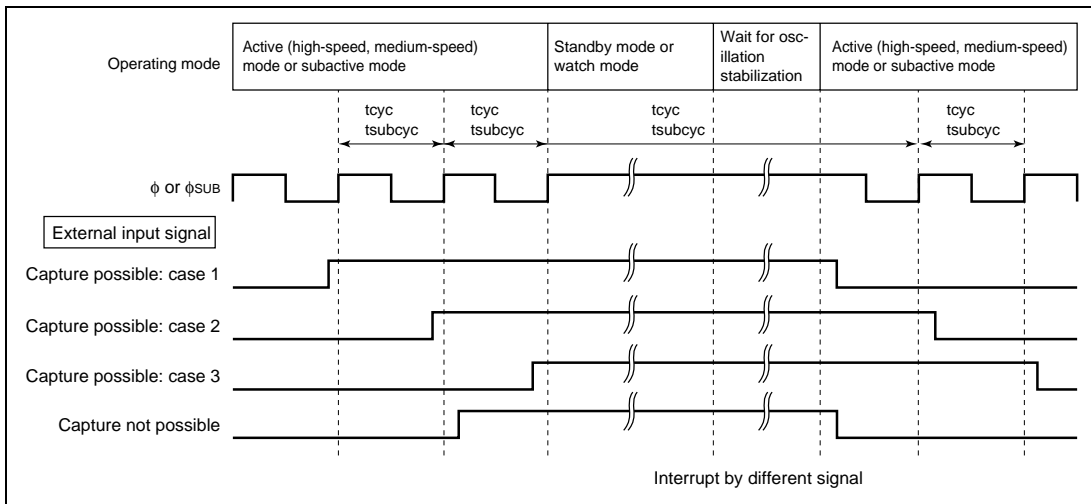 Operating mode
Active (high-speed, medium-speed)
mode or subactive mode
Standby mode or
watch mode
Wait for osc-
illation
stabilization
Active (high-speed, medium-speed)
mode or subactive mode
tcyc
tsubcyc
tcyc
tsubcyc
tcyc
tsubcyc
tcyc
tsubcyc
φ or φSUB
External input signal
Capture possible: case 1
Capture possible: case 2
Capture possible: case 3
Capture not possible
Interrupt by different signal